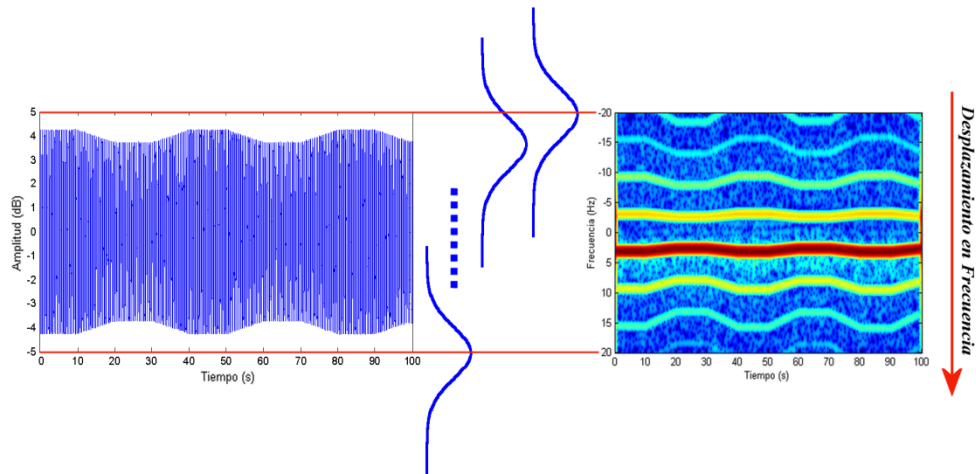 5
4
3
2
1
0
-1
-2
-3
-4
-5
Amplitud (dB)
0 10 20 30 40 50 60 70 80 90 100
Tiempo (s)
-20
-15
-10
-5
0
5
10
15
20
Frecuencia (Hz)
0 10 20 30 40 50 60 70 80 90 100
Tiempo (s)
Desplazamiento en Frecuencia